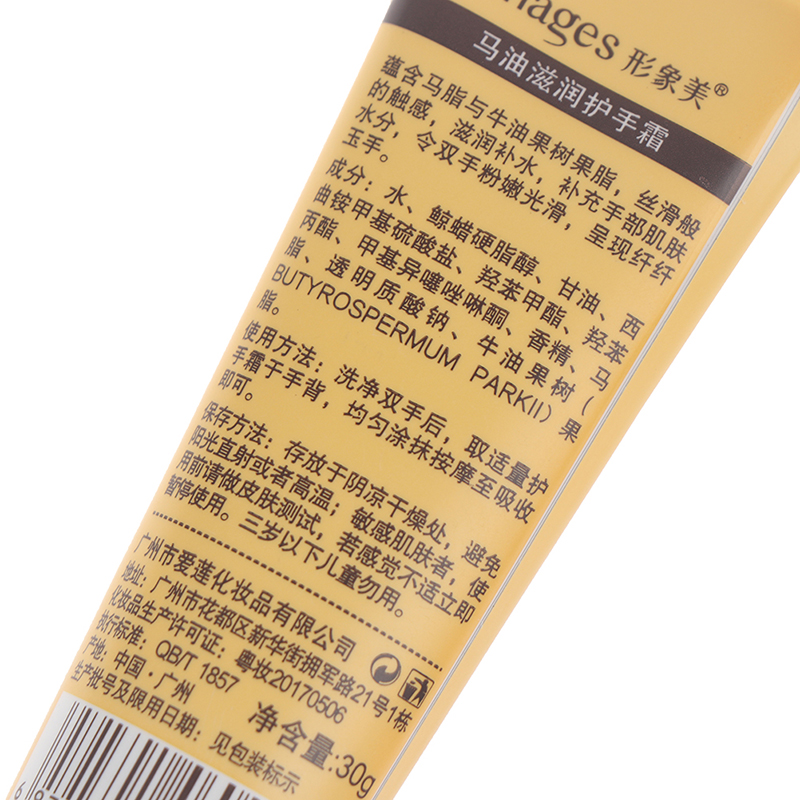 mages 形象美®
马油滋润护手霜
蕴含马脂与牛油果树果脂，丝滑般
的触感，滋润补水，补充手部肌肤
水分，令双手粉嫩光滑，呈现纤纤
玉手。
成分：水、鲸蜡硬脂醇、甘油、西
曲铵甲基硫酸盐、羟苯甲酯、羟苯
丙酯、甲基异噻唑啉酮、香精、马
脂、透明质酸钠、牛油果树（
BUTYROSPERMUM PARKII）果
脂。
使用方法：洗净双手后，取适量护
手霜于手背，均匀涂抹按摩至吸收
即可。
保存方法：存放于阴凉干燥处，避免
阳光直射或者高温；敏感肌肤者，使
用前请做皮肤测试，若感觉不适立即
暂停使用。三岁以下儿童勿用。
广州市爱莲化妆品有限公司
地址：广州市花都区新华街拥军路21号1栋
化妆品生产许可证：粤妆20170506
执行标准：QB/T 1857
产地：中国·广州
生产批号及限用日期：见包装标示
净含量:30g